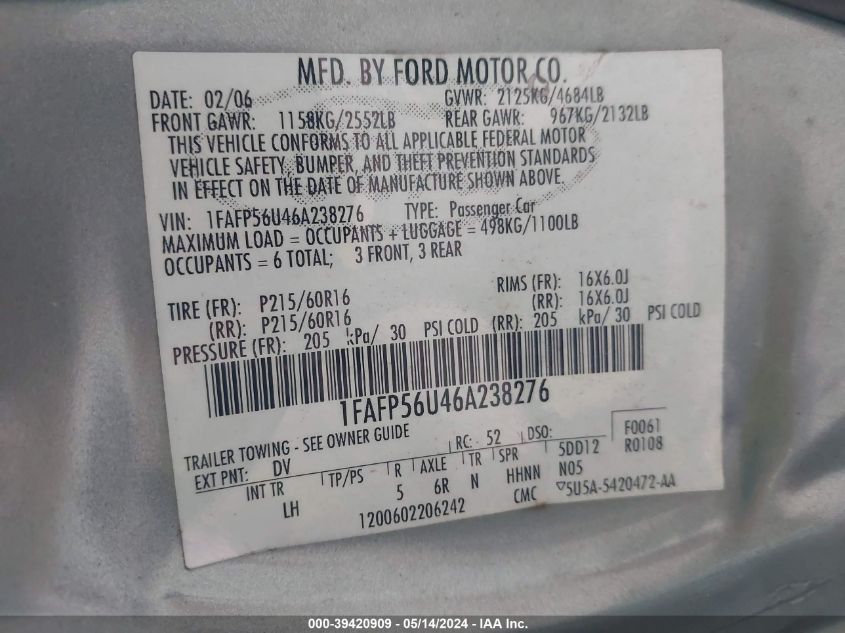 MFD. BY FORD MOTOR CO.
DATE: 02/06 GVWR: 2125KG/4684LB
FRONT GAWR: 1158KG/2552LB REAR GAWR: 967KG/2132LB
THIS VEHICLE CONFORMS TO ALL APPLICABLE FEDERAL MOTOR
VEHICLE SAFETY, BUMPER, AND THEFT PREVENTION STANDARDS
IN EFFECT ON THE DATE OF MANUFACTURE SHOWN ABOVE.
VIN: 1FAFP56U46A238276 TYPE: Passenger Car
MAXIMUM LOAD = OCCUPANTS + LUGGAGE = 498KG/1100LB
OCCUPANTS = 6 TOTAL; 3 FRONT, 3 REAR
TIRE (FR): P215/60R16 RIMS (FR): 16X6.0J
(RR): P215/60R16 (RR): 16X6.0J
PRESSURE (FR): 205 kPa/ 30 PSI COLD (RR): 205 kPa/ 30 PSI COLD
1FAFP56U46A238276
TRAILER TOWING - SEE OWNER GUIDE RC: 52 DSO: F0061
EXT PNT: DV 5DD12 R0108
INT TR TP/PS R AXLE TR SPR N05
LH 5 6R N HHNN
1200602206242 CMC 5U5A-5420472-AA
000-39420909 - 05/14/2024 - IAA Inc.